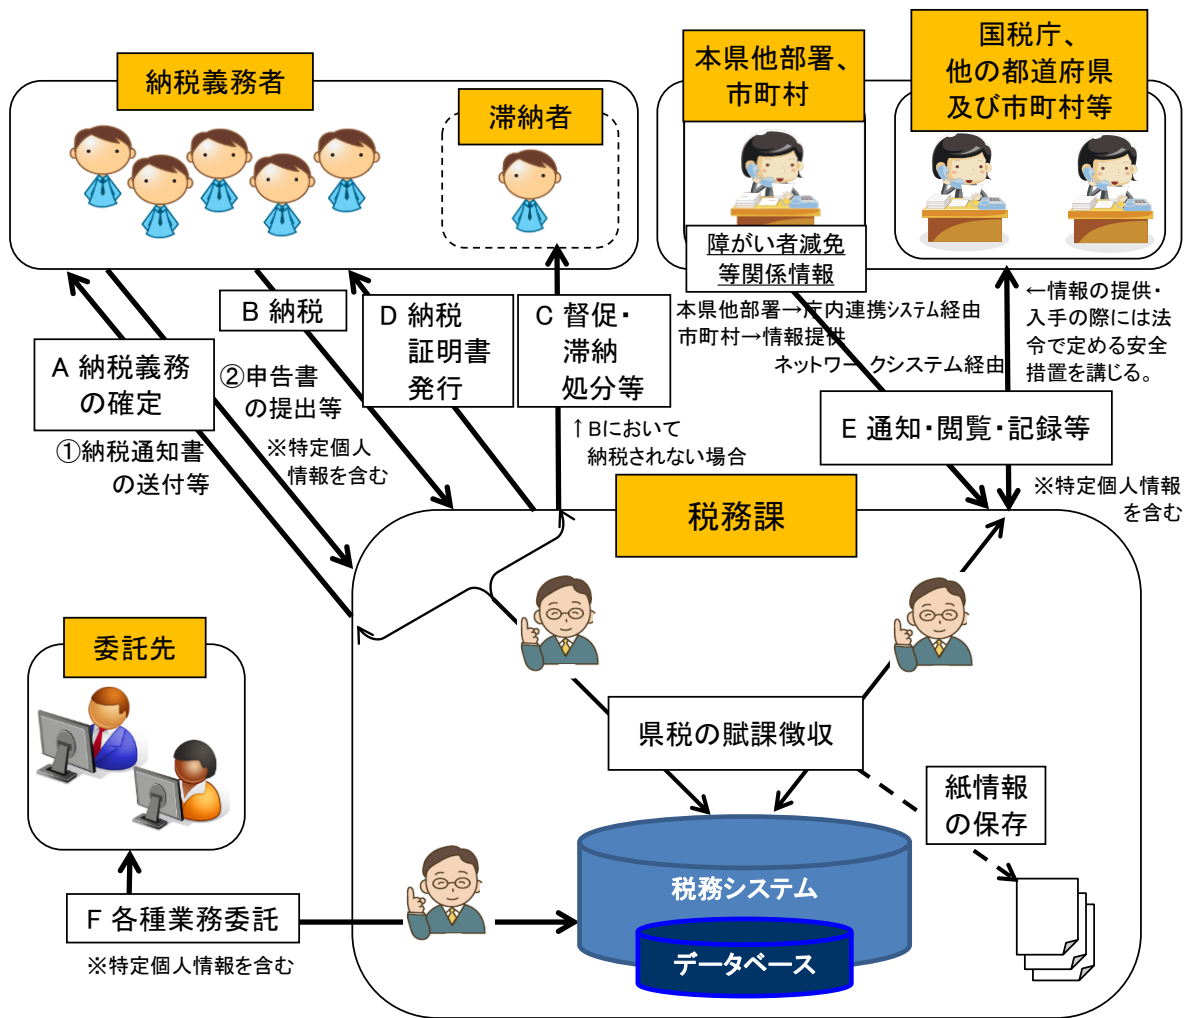 納税義務者
滞納者
本県他部署、
市町村
国税庁、
他の都道府県
及び市町村等
障がい者減免
等関係情報
本県他部署→庁内連携システム経由
市町村→情報提供
ネットワークシステム経由
←情報の提供・
入手の際には法
令で定める安全
措置を講じる。
A 納税義務
の確定
①納税通知書
の送付等
B 納税
②申告書
の提出等
※特定個人
情報を含む
D 納税
証明書
発行
C 督促・
滞納
処分等
↑Bにおいて
納税されない場合
E 通知・閲覧・記録等
※特定個人情報
を含む
税務課
委託先
県税の賦課徴収
紙情報
の保存
税務システム
データベース
F 各種業務委託
※特定個人情報を含む